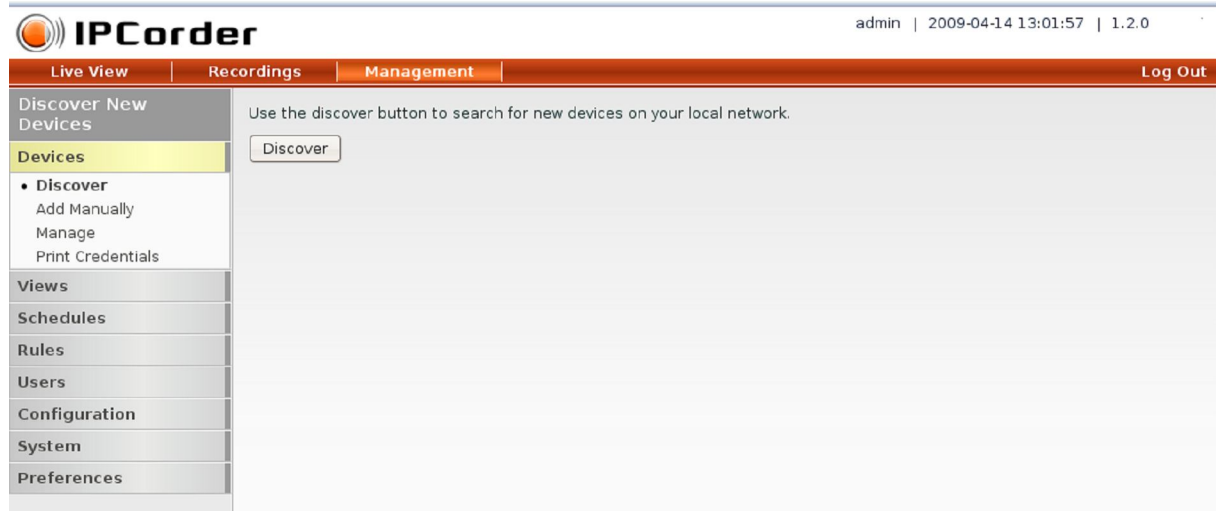 IPCorder
admin | 2009-04-14 13:01:57 | 1.2.0
Live View | Recordings | Management | Log Out
Discover New
Devices
Use the discover button to search for new devices on your local network.
Discover
Devices
• Discover
Add Manually
Manage
Print Credentials
Views
Schedules
Rules
Users
Configuration
System
Preferences